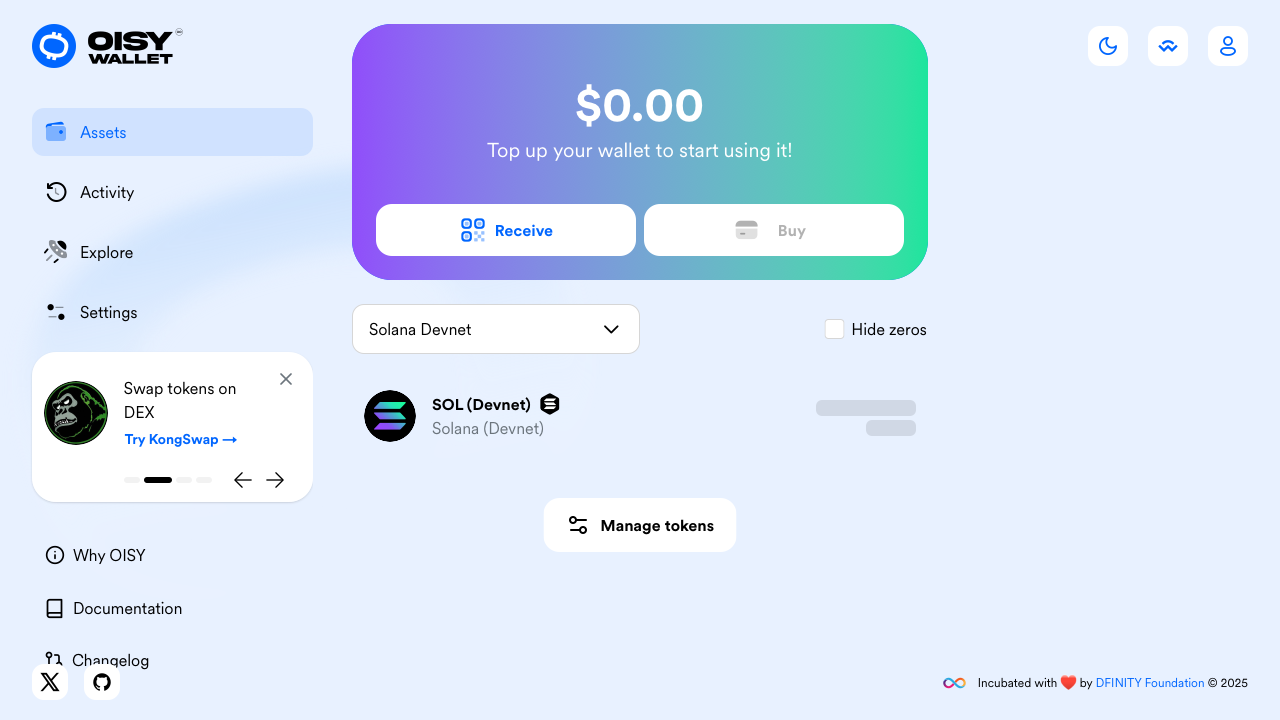 OISY
WALLET
Assets
Activity
Explore
Settings
Swap tokens on
DEX
Try KongSwap →
Why OISY
Documentation
Changelog
$0.00
Top up your wallet to start using it!
Receive
Buy
Solana Devnet
Hide zeros
SOL (Devnet)
Solana (Devnet)
Manage tokens
Incubated with ❤️ by DFINITY Foundation © 2025